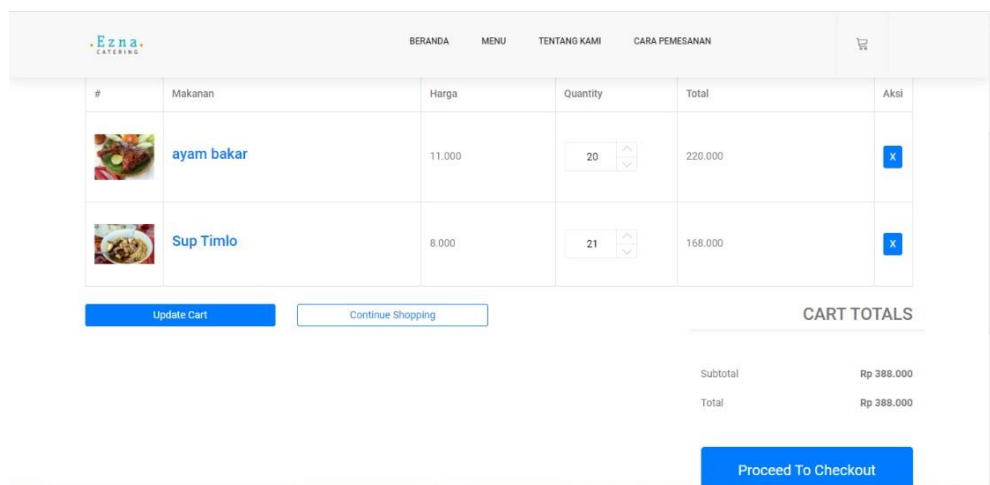 .Ezna.
CATERING
BERANDA MENU TENTANG KAMI CARA PEMESANAN
# Makanan Harga Quantity Total Aksi
ayam bakar 11.000 20 220.000 X
Sup Timlo 8.000 21 168.000 X
Update Cart Continue Shopping
CART TOTALS
Subtotal Rp 388.000
Total Rp 388.000
Proceed To Checkout